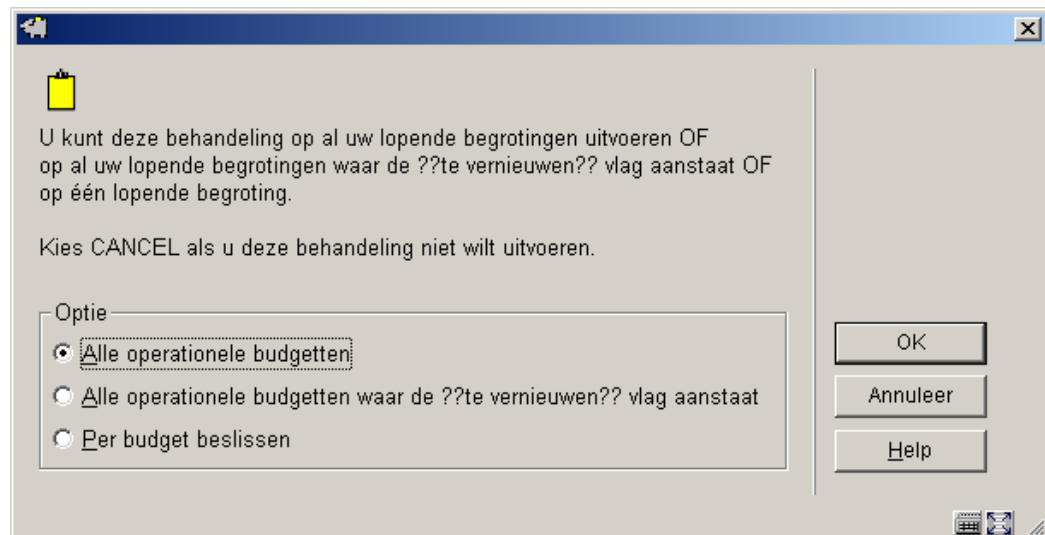 U kunt deze behandeling op al uw lopende begrotingen uitvoeren OF
op al uw lopende begrotingen waar de ??te vernieuwen?? vlag aanstaat OF
op één lopende begroting.
Kies CANCEL als u deze behandeling niet wilt uitvoeren.
Optie
Alle operationele budgetten
Alle operationele budgetten waar de ??te vernieuwen?? vlag aanstaat
Per budget beslissen
OK
Annuleer
Help